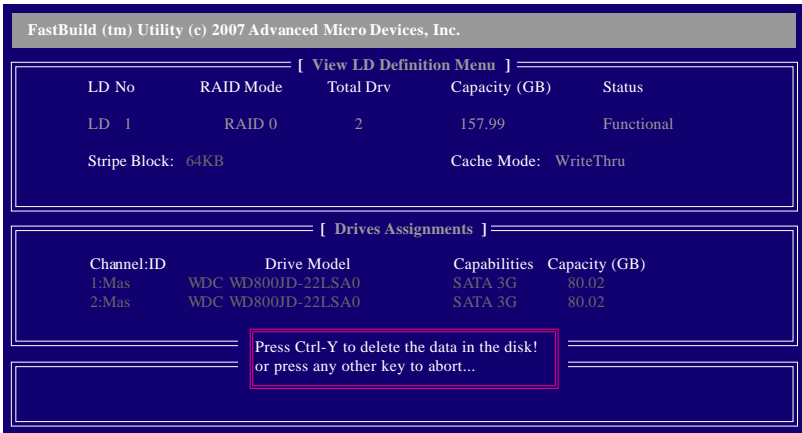 FastBuild (tm) Utility (c) 2007 Advanced Micro Devices, Inc.
[ View LD Definition Menu ]
LD No RAID Mode Total Drv Capacity (GB) Status
LD 1 RAID 0 2 157.99 Functional
Stripe Block: 64KB Cache Mode: WriteThru
[ Drives Assignments ]
Channel:ID Drive Model Capabilities Capacity (GB)
1:Mas WDC WD800JD-22LSA0 SATA 3G 80.02
2:Mas WDC WD800JD-22LSA0 SATA 3G 80.02
Press Ctrl-Y to delete the data in the disk!
or press any other key to abort...